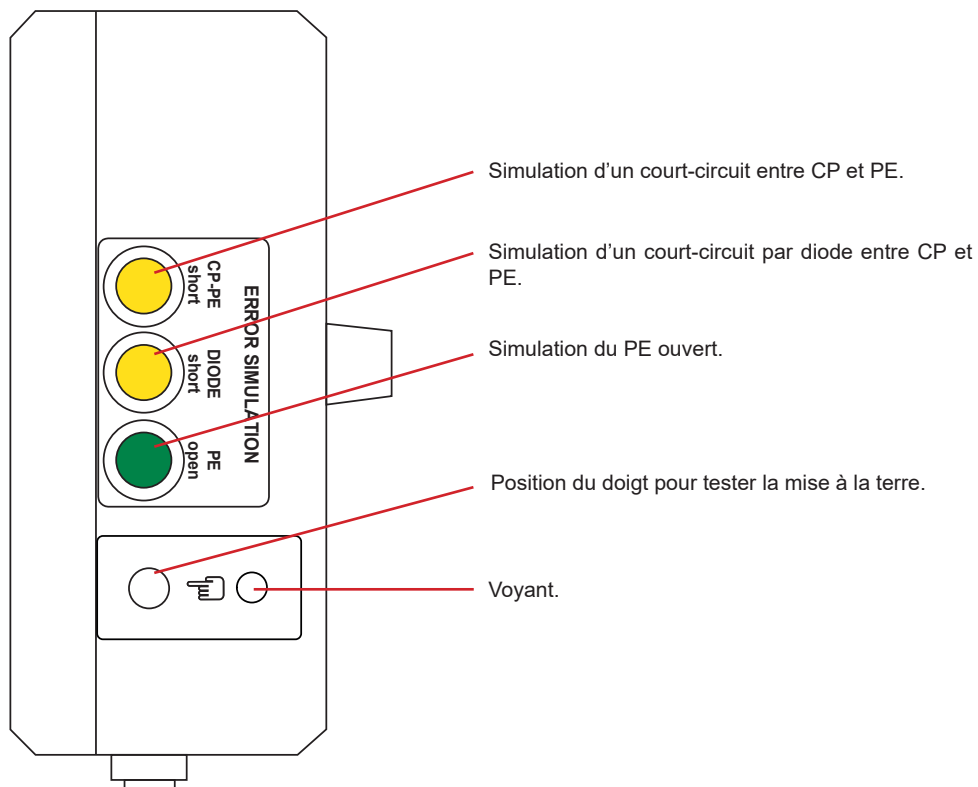 Simulation d'un court-circuit entre CP et PE.
Simulation d'un court-circuit par diode entre CP et
PE.
Simulation du PE ouvert.
Position du doigt pour tester la mise à la terre.
Voyant.
ERROR SIMULATION
CP-PE
short
DIODE
short
PE
open